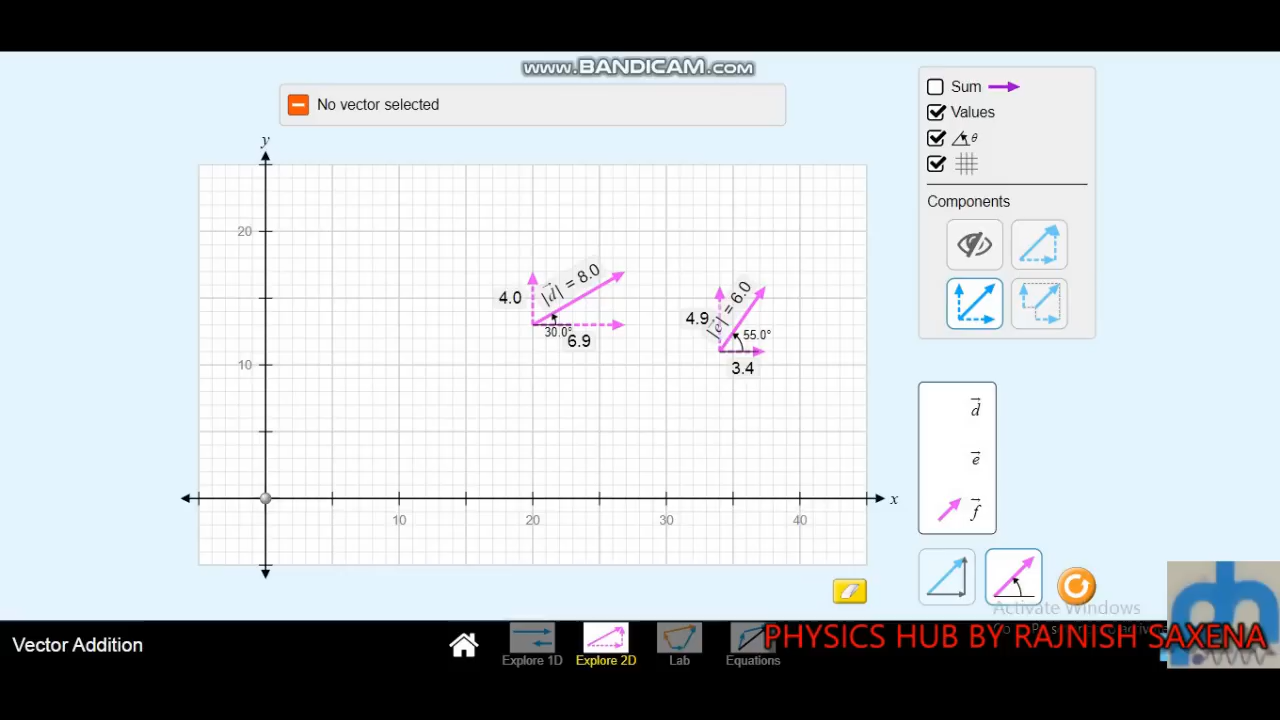 www.BANDICAM.com
No vector selected
Sum
Values
θ
Components
y
20
10
10
20
30
40
x
4.0
|d⃗| = 8.0
30.0°
6.9
4.9
|e⃗| = 6.0
55.0°
3.4
d⃗
e⃗
f⃗
Activate Windows
PHYSICS HUB BY RAJNISH SAXENA
Vector Addition
Explore 1D
Explore 2D
Lab
Equations